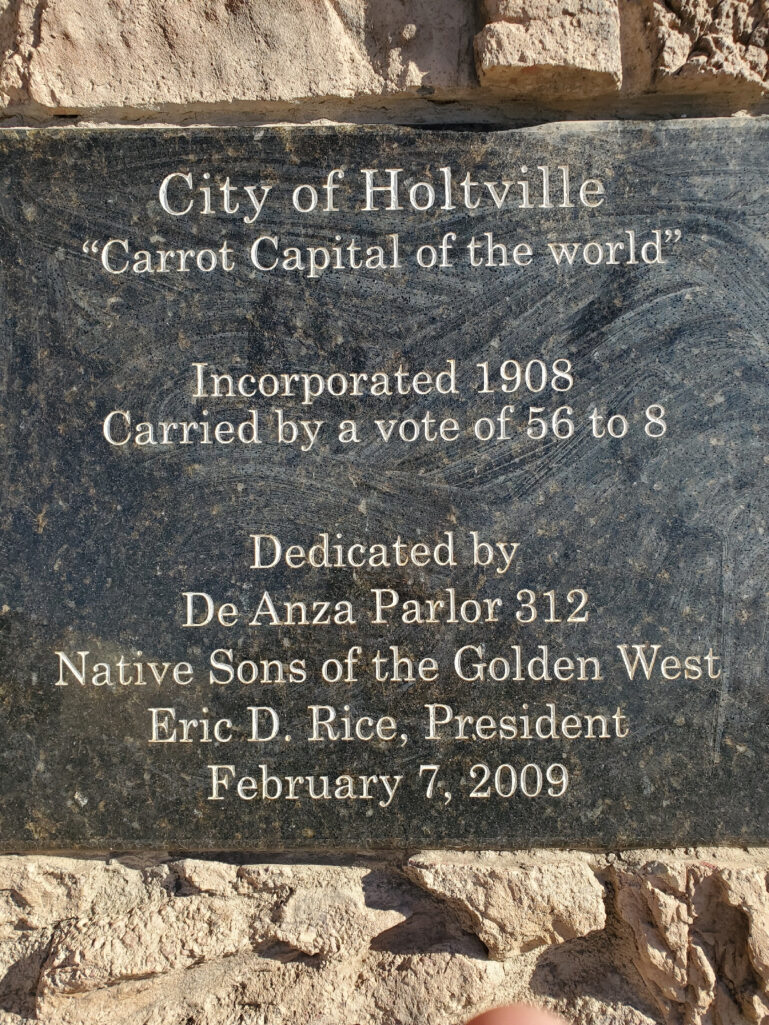 City of Holtville
“Carrot Capital of the world”
Incorporated 1908
Carried by a vote of 56 to 8
Dedicated by
De Anza Parlor 312
Native Sons of the Golden West
Eric D. Rice, President
February 7, 2009